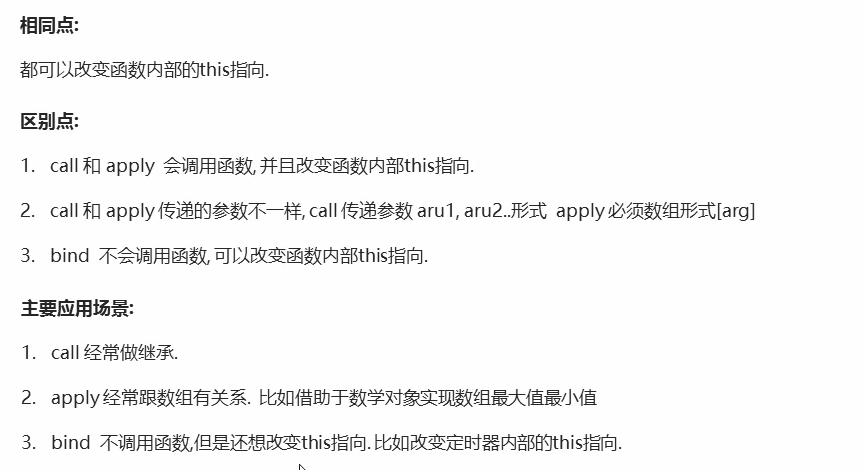 相同点:
都可以改变函数内部的this指向.
区别点:
1. call 和 apply 会调用函数, 并且改变函数内部this指向.
2. call 和 apply 传递的参数不一样, call 传递参数 aru1, aru2..形式 apply 必须数组形式[arg]
3. bind 不会调用函数, 可以改变函数内部this指向.
主要应用场景:
1. call 经常做继承.
2. apply 经常跟数组有关系. 比如借助于数学对象实现数组最大值最小值
3. bind 不调用函数,但是还想改变this指向. 比如改变定时器内部的this指向.